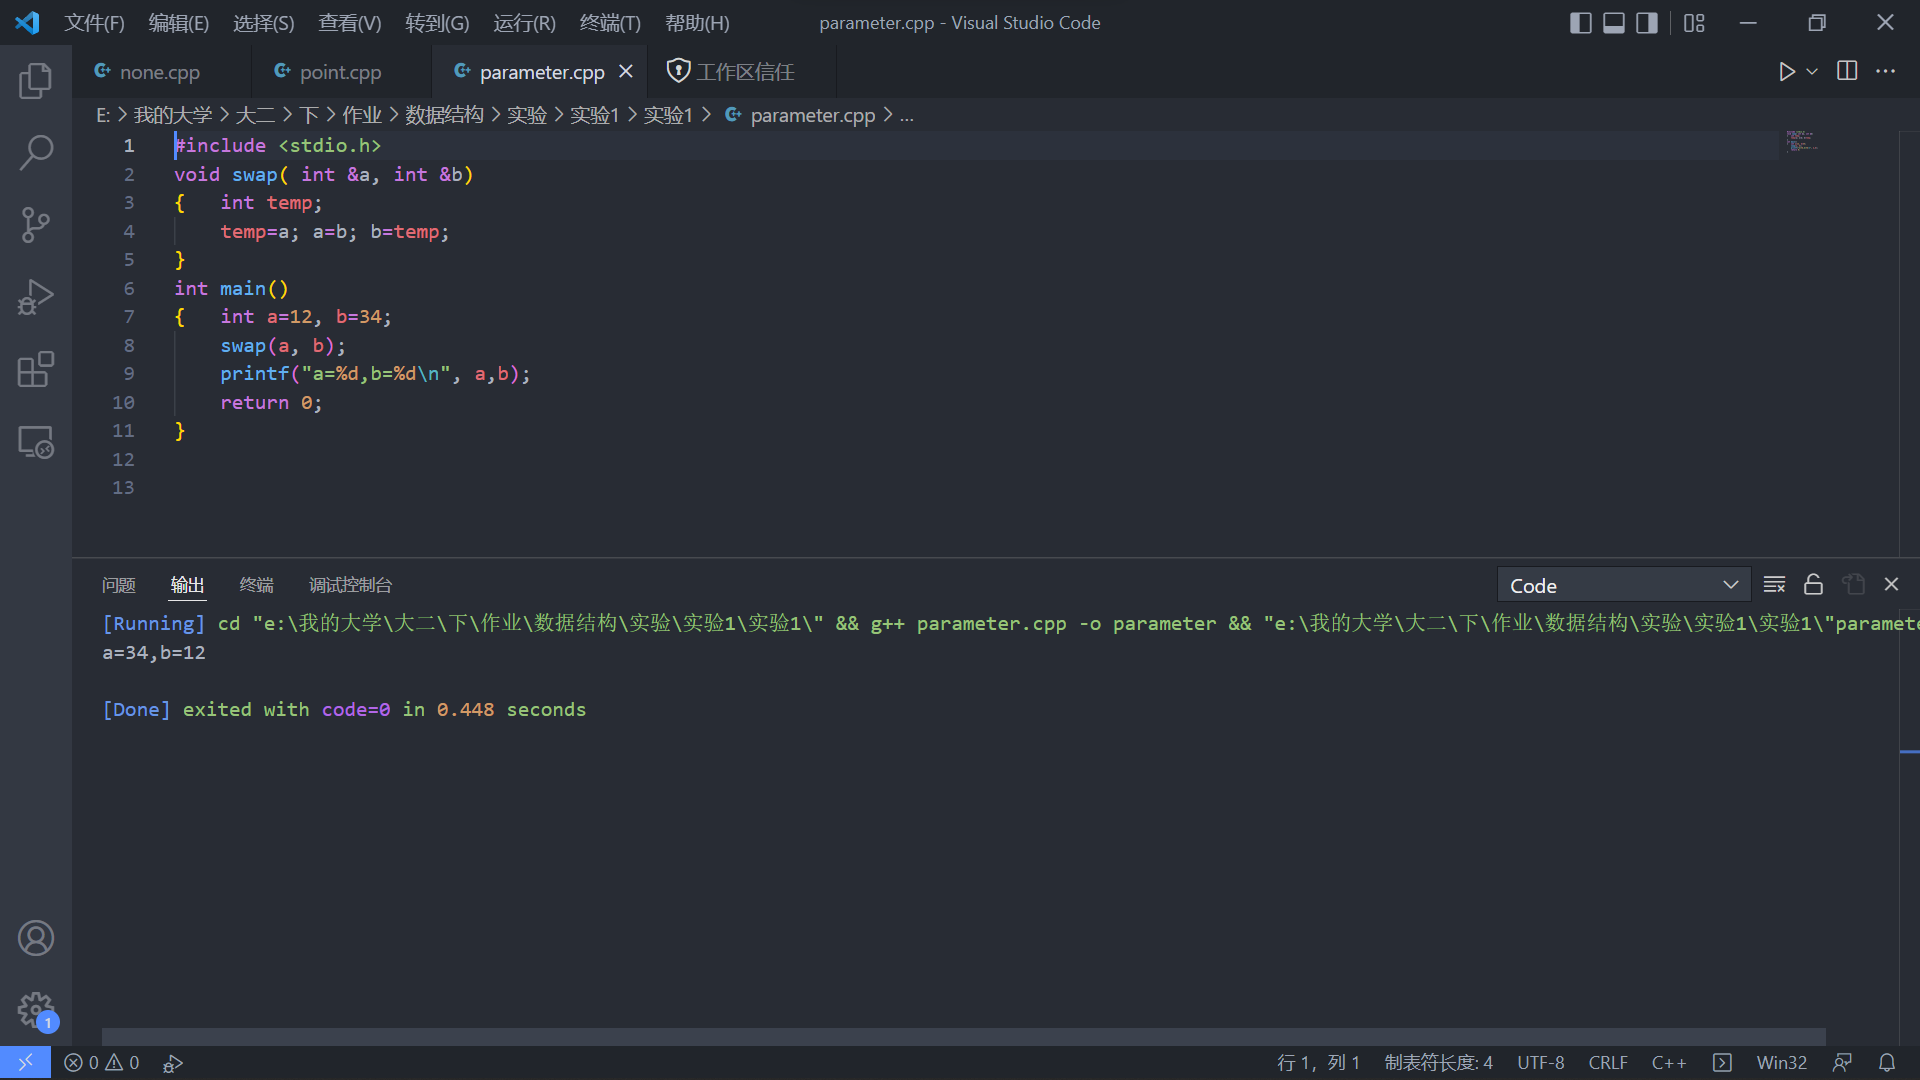 文件(F) 编辑(E) 选择(S) 查看(V) 转到(G) 运行(R) 终端(T) 帮助(H) parameter.cpp - Visual Studio Code
none.cpp point.cpp parameter.cpp 工作区信任
E: > 我的大学 > 大二 > 下 > 作业 > 数据结构 > 实验 > 实验1 > 实验1 > parameter.cpp > ...
1 #include <stdio.h>
2 void swap( int &a, int &b)
3 {   int temp;
4     temp=a; a=b; b=temp;
5 }
6 int main()
7 {   int a=12, b=34;
8     swap(a, b);
9     printf("a=%d,b=%d\n", a,b);
10     return 0;
11 }
12
13
问题 输出 终端 调试控制台 Code
[Running] cd "e:\我的大学\大二\下\作业\数据结构\实验\实验1\实验1\" && g++ parameter.cpp -o parameter && "e:\我的大学\大二\下\作业\数据结构\实验\实验1\实验1\"paramete
a=34,b=12
[Done] exited with code=0 in 0.448 seconds
1
0 0 行 1，列 1 制表符长度: 4 UTF-8 CRLF C++ Win32